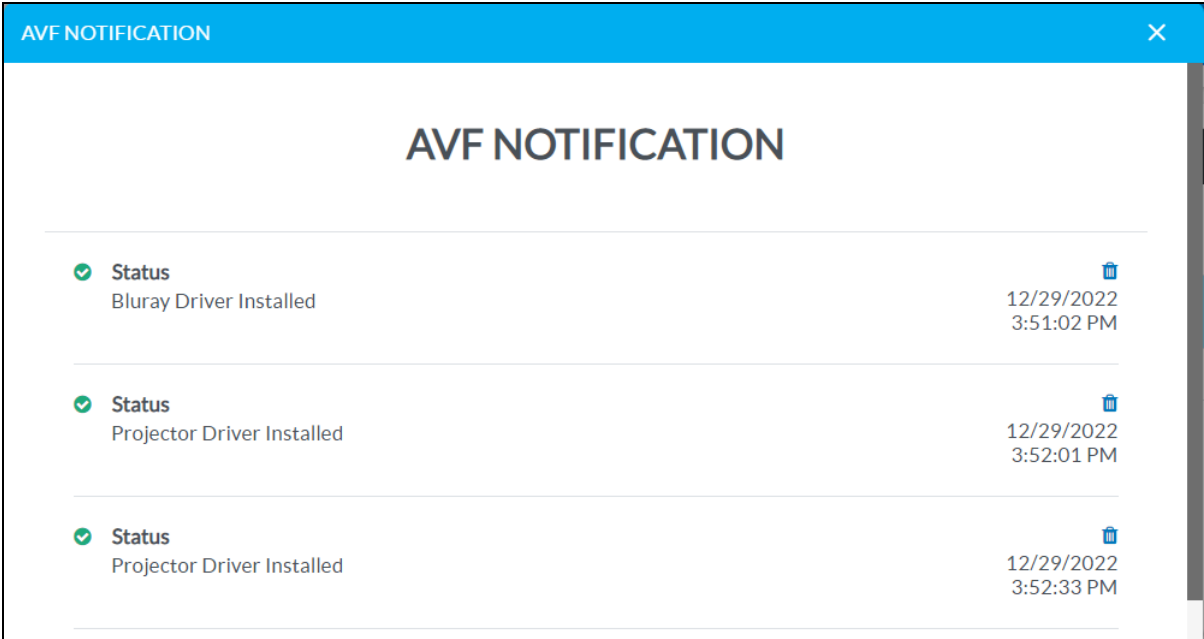 AVF NOTIFICATION
AVF NOTIFICATION
Status
Bluray Driver Installed
12/29/2022
3:51:02 PM
Status
Projector Driver Installed
12/29/2022
3:52:01 PM
Status
Projector Driver Installed
12/29/2022
3:52:33 PM